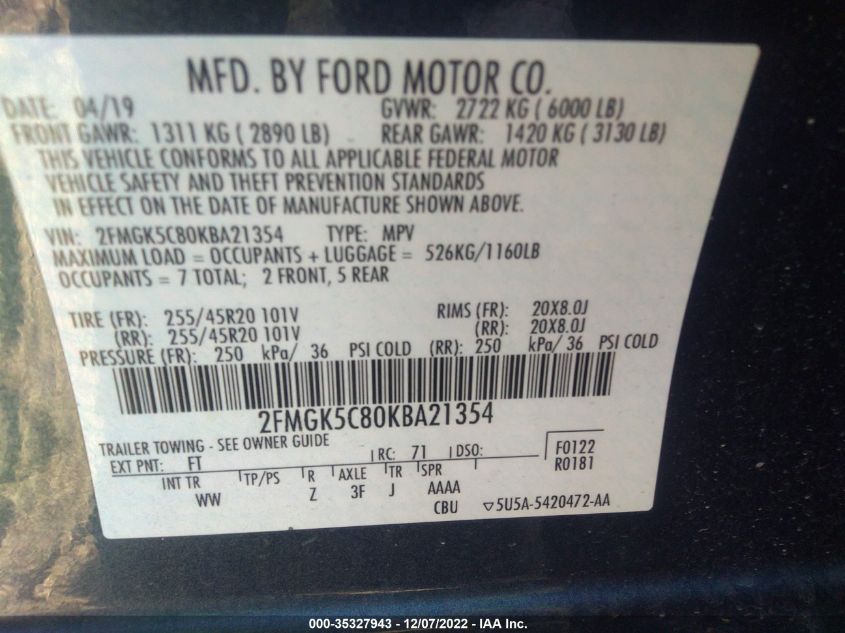 MFD. BY FORD MOTOR CO.
DATE: 04/19 GVWR: 2722 KG ( 6000 LB)
FRONT GAWR: 1311 KG ( 2890 LB) REAR GAWR: 1420 KG ( 3130 LB)
THIS VEHICLE CONFORMS TO ALL APPLICABLE FEDERAL MOTOR
VEHICLE SAFETY AND THEFT PREVENTION STANDARDS
IN EFFECT ON THE DATE OF MANUFACTURE SHOWN ABOVE.
VIN: 2FMGK5C80KBA21354 TYPE: MPV
MAXIMUM LOAD = OCCUPANTS + LUGGAGE = 526KG/1160LB
OCCUPANTS = 7 TOTAL; 2 FRONT, 5 REAR
TIRE (FR): 255/45R20 101V RIMS (FR): 20X8.0J
(RR): 255/45R20 101V (RR): 20X8.0J
PRESSURE (FR): 250 kPa/ 36 PSI COLD (RR): 250 kPa/ 36 PSI COLD
2FMGK5C80KBA21354
TRAILER TOWING - SEE OWNER GUIDE
EXT PNT: FT RC: 71 DSO: F0122
R0181
INT TR TP/PS R AXLE TR SPR
WW Z 3F J AAAA
CBU ▽5U5A-5420472-AA
000-35327943 - 12/07/2022 - IAA Inc.